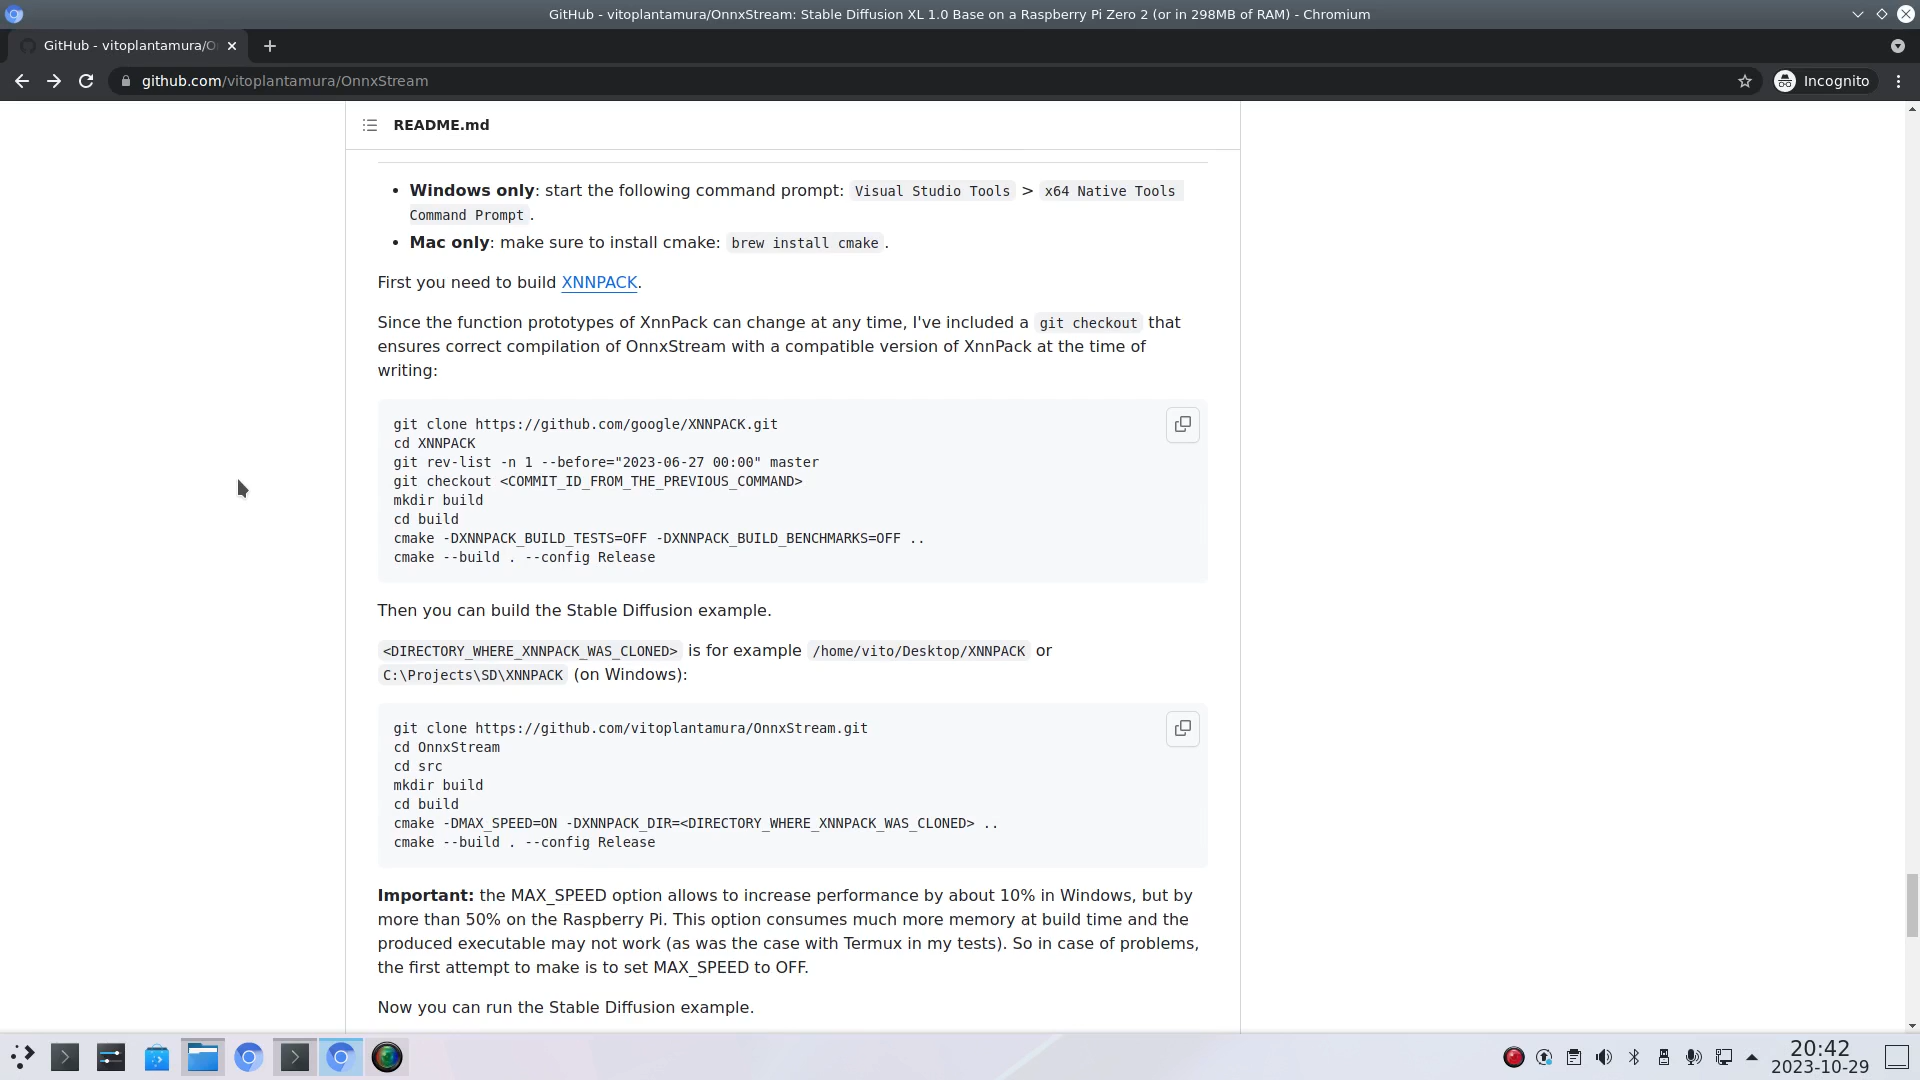 GitHub - vitoplantamura/OnnxStream: Stable Diffusion XL 1.0 Base on a Raspberry Pi Zero 2 (or in 298MB of RAM) - Chromium
GitHub - vitoplantamura/O
github.com/vitoplantamura/OnnxStream
Incognito
README.md
• Windows only: start the following command prompt: Visual Studio Tools > x64 Native Tools
Command Prompt.
• Mac only: make sure to install cmake: brew install cmake.
First you need to build XNNPACK.
Since the function prototypes of XnnPack can change at any time, I've included a git checkout that
ensures correct compilation of OnnxStream with a compatible version of XnnPack at the time of
writing:
git clone https://github.com/google/XNNPACK.git
cd XNNPACK
git rev-list -n 1 --before="2023-06-27 00:00" master
git checkout <COMMIT_ID_FROM_THE_PREVIOUS_COMMAND>
mkdir build
cd build
cmake -DXNNPACK_BUILD_TESTS=OFF -DXNNPACK_BUILD_BENCHMARKS=OFF ..
cmake --build . --config Release
Then you can build the Stable Diffusion example.
<DIRECTORY_WHERE_XNNPACK_WAS_CLONED> is for example /home/vito/Desktop/XNNPACK or
C:\Projects\SD\XNNPACK (on Windows):
git clone https://github.com/vitoplantamura/OnnxStream.git
cd OnnxStream
cd src
mkdir build
cd build
cmake -DMAX_SPEED=ON -DXNNPACK_DIR=<DIRECTORY_WHERE_XNNPACK_WAS_CLONED> ..
cmake --build . --config Release
Important: the MAX_SPEED option allows to increase performance by about 10% in Windows, but by
more than 50% on the Raspberry Pi. This option consumes much more memory at build time and the
produced executable may not work (as was the case with Termux in my tests). So in case of problems,
the first attempt to make is to set MAX_SPEED to OFF.
Now you can run the Stable Diffusion example.
20:42
2023-10-29